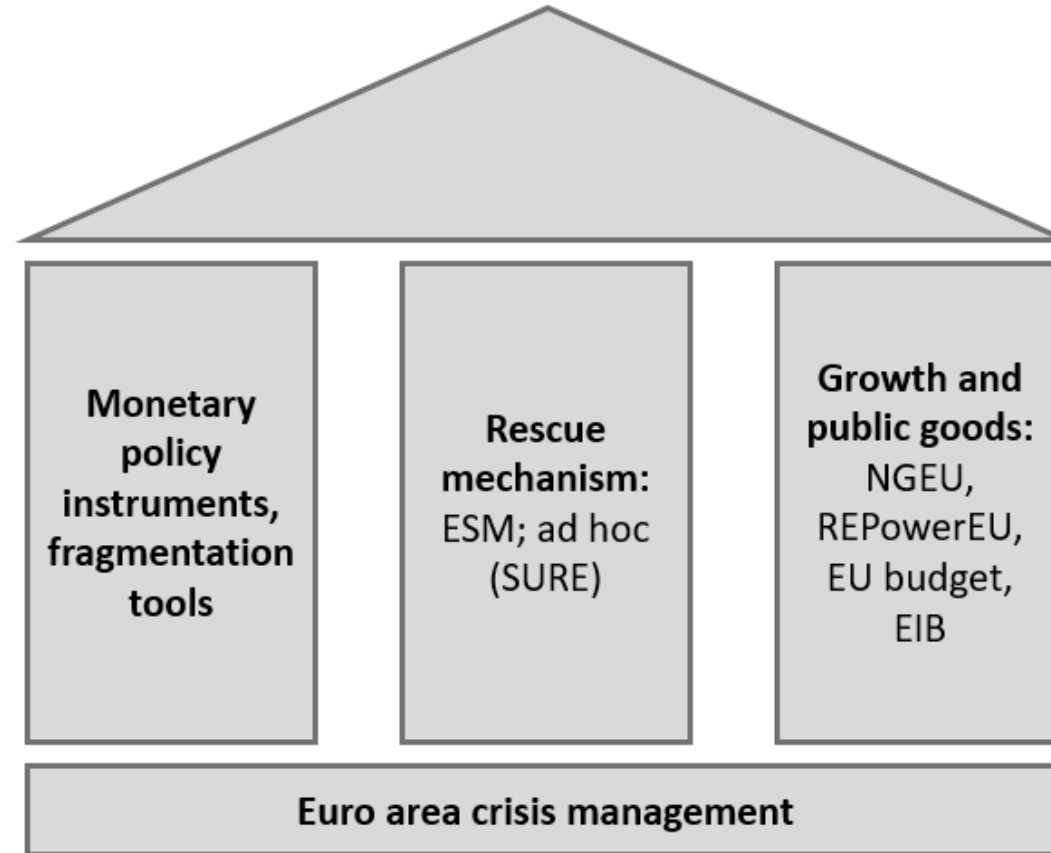 Monetary
policy
instruments,
fragmentation
tools
Rescue
mechanism:
ESM; ad hoc
(SURE)
Growth and
public goods:
NGEU,
REPowerEU,
EU budget,
EIB
Euro area crisis management